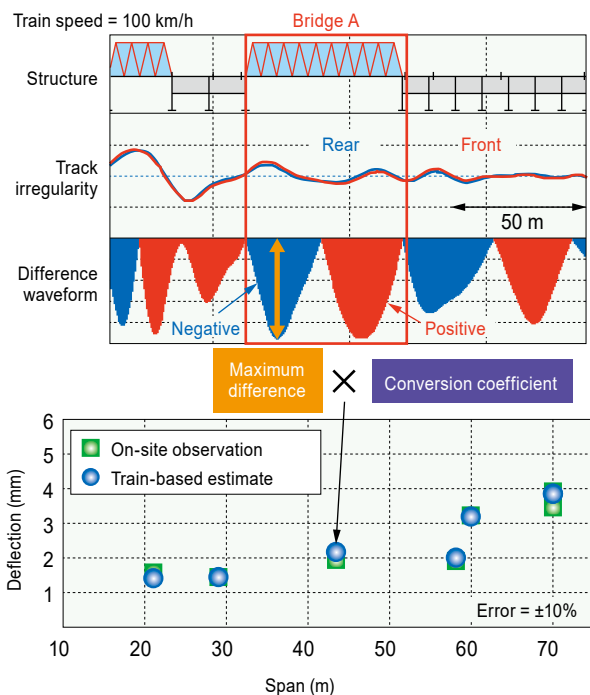 Train speed = 100 km/h
Bridge A
Structure
Rear
Front
Track
irregularity
50 m
Difference
waveform
Negative
Positive
Maximum
difference
×
Conversion coefficient
6
5
4
3
2
1
Deflection (mm)
On-site observation
Train-based estimate
Error = ±10%
10
20
30
40
50
60
70
Span (m)